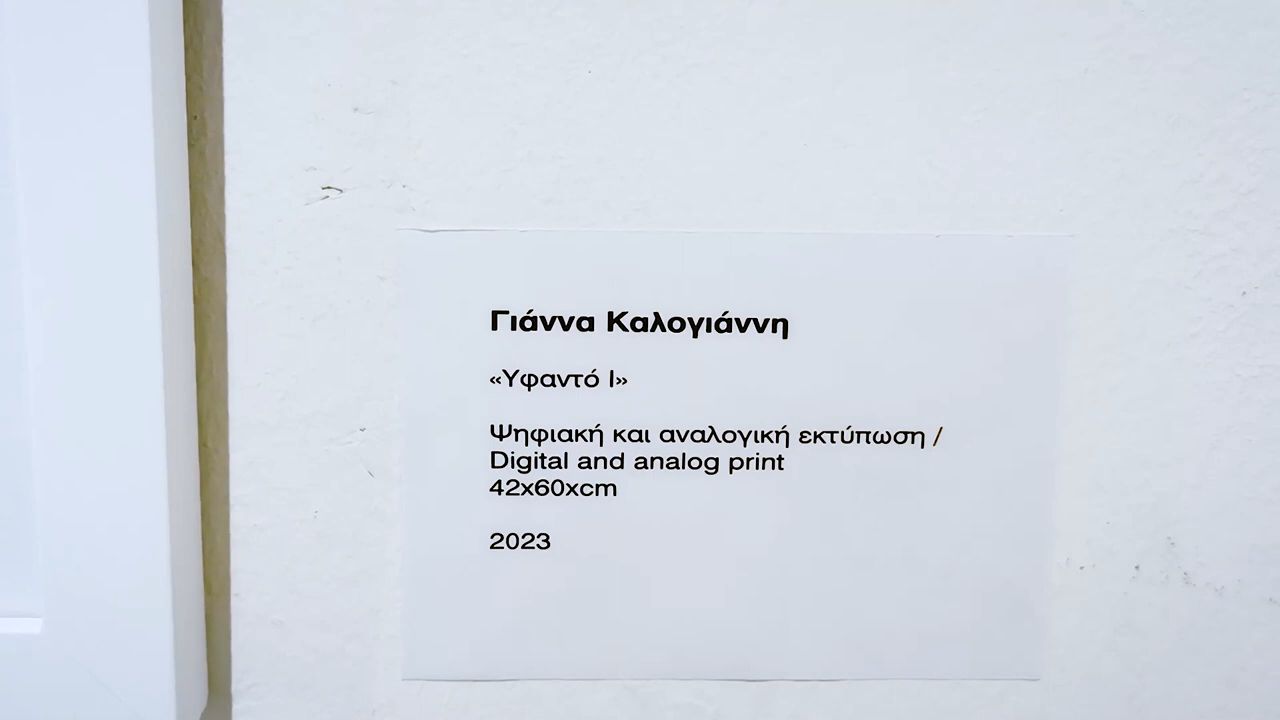 Γιάννα Καλογιάννη
«Υφαντό Ι»
Ψηφιακή και αναλογική εκτύπωση /
Digital and analog print
42x60xcm
2023